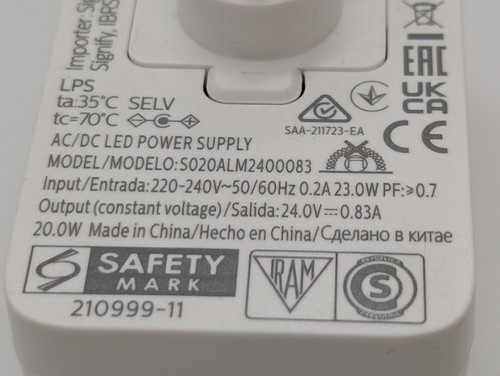 Importer: Sig
Signify, IBRS
LPS
ta:35°C SELV
tc=70°C
EAC
UK
CA
CE
SAA-211723-EA
AC/DC LED POWER SUPPLY
MODEL/MODELO:S020ALM2400083
Input/Entrada:220-240V~50/60Hz 0.2A 23.0W PF:≥0.7
Output (constant voltage)/Salida:24.0V⎓0.83A
20.0W Made in China/Hecho en China/Сделано в китае
SAFETY
MARK
210999-11
IRAM
S